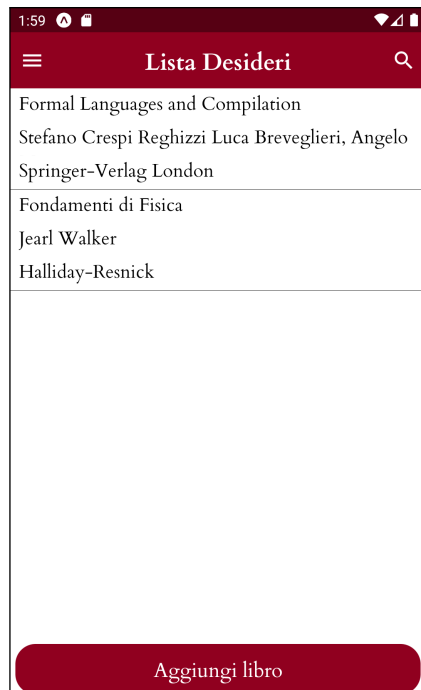 1:59
Lista Desideri
Formal Languages and Compilation
Stefano Crespi Reghizzi Luca Breveglieri, Angelo
Springer-Verlag London
Fondamenti di Fisica
Jearl Walker
Halliday-Resnick
Aggiungi libro